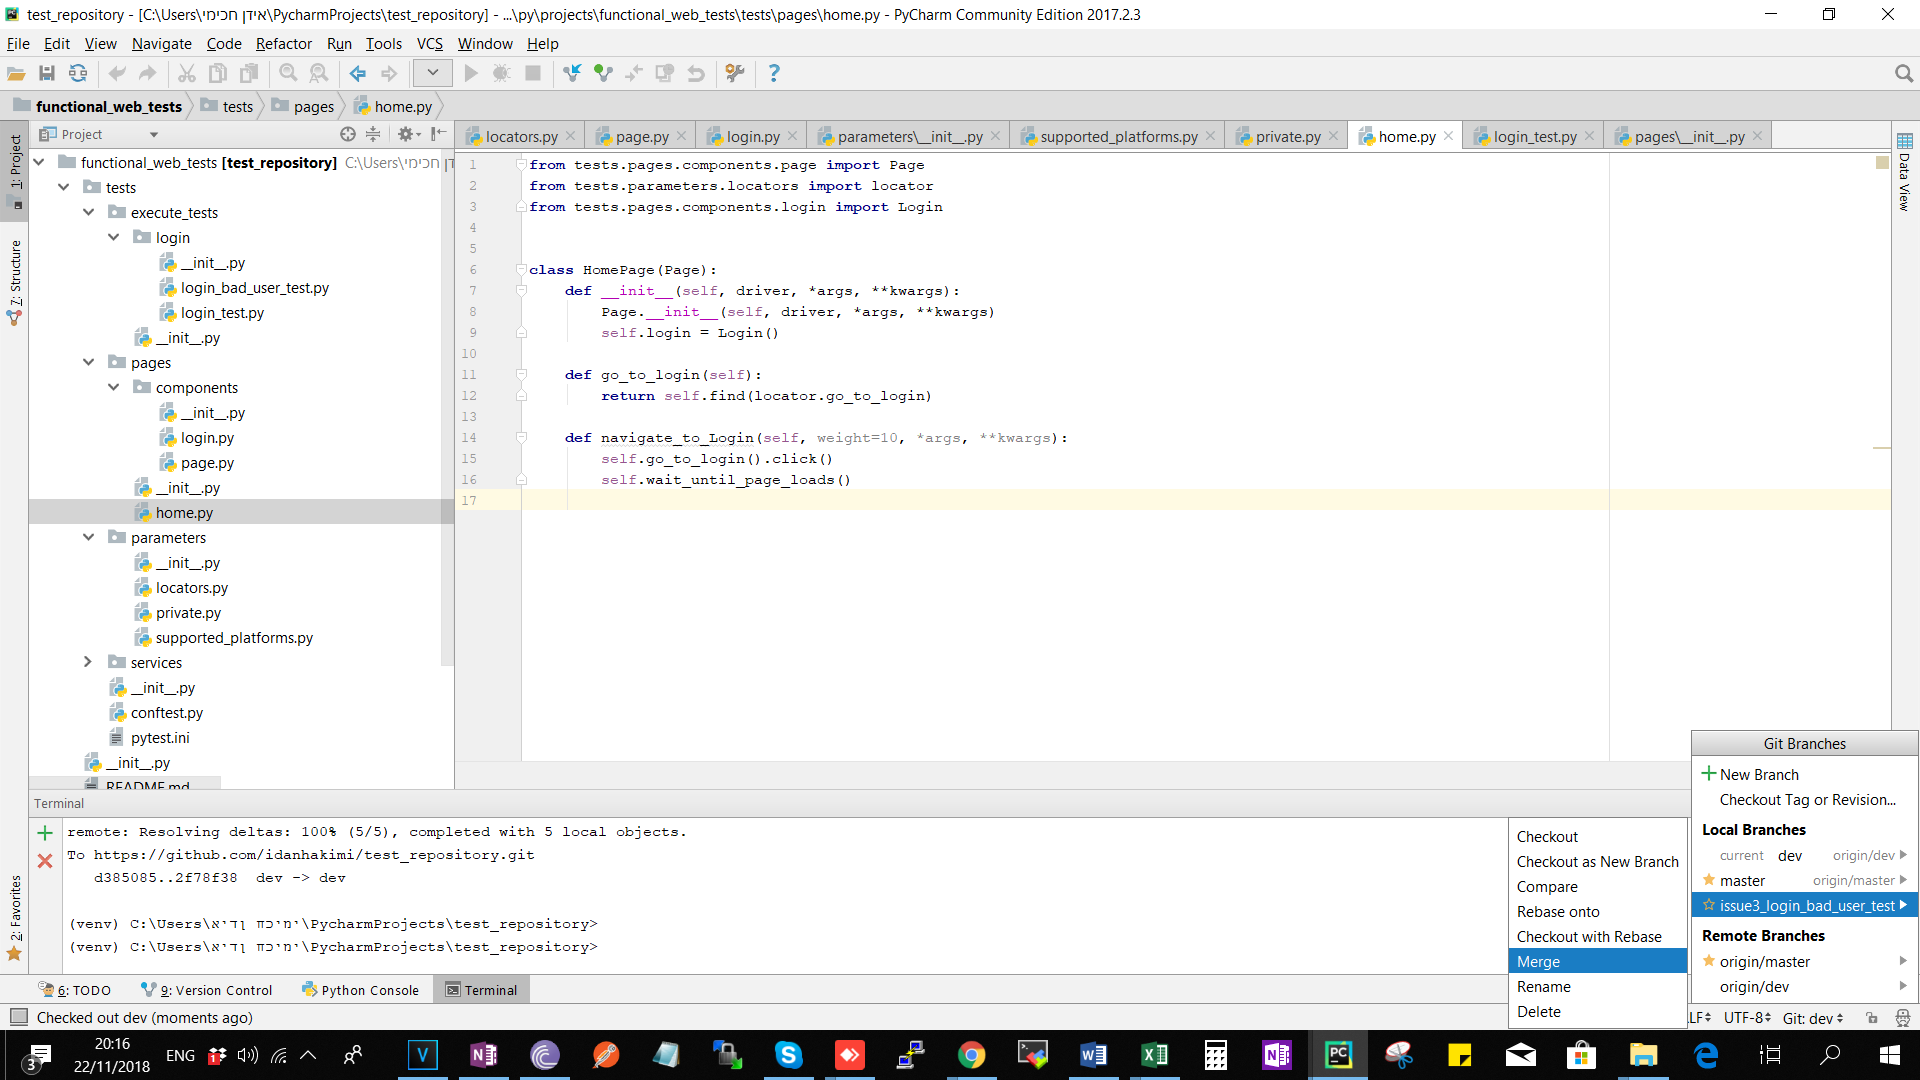 test_repository - [C:\Users\אידן חכימי\PycharmProjects\test_repository] - ...\py\projects\functional_web_tests\tests\pages\home.py - PyCharm Community Edition 2017.2.3
File Edit View Navigate Code Refactor Run Tools VCS Window Help
functional_web_tests tests pages home.py
Project
locators.py page.py login.py parameters\__init__.py supported_platforms.py private.py home.py login_test.py pages\__init__.py
1: Project
7: Structure
2: Favorites
Data View
functional_web_tests [test_repository] C:\Users\אידן חכימי
tests
execute_tests
login
__init__.py
login_bad_user_test.py
login_test.py
__init__.py
pages
components
__init__.py
login.py
page.py
__init__.py
home.py
parameters
__init__.py
locators.py
private.py
supported_platforms.py
services
__init__.py
conftest.py
pytest.ini
__init__.py
README.md
1 from tests.pages.components.page import Page
2 from tests.parameters.locators import locator
3 from tests.pages.components.login import Login
4
5
6 class HomePage(Page):
7 def __init__(self, driver, *args, **kwargs):
8 Page.__init__(self, driver, *args, **kwargs)
9 self.login = Login()
10
11 def go_to_login(self):
12 return self.find(locator.go_to_login)
13
14 def navigate_to_Login(self, weight=10, *args, **kwargs):
15 self.go_to_login().click()
16 self.wait_until_page_loads()
17
Terminal
remote: Resolving deltas: 100% (5/5), completed with 5 local objects.
To https://github.com/idanhakimi/test_repository.git
d385085..2f78f38 dev -> dev
(venv) C:\Users\אידן חכימי\PycharmProjects\test_repository>
(venv) C:\Users\אידן חכימי\PycharmProjects\test_repository>
Checkout
Checkout as New Branch
Compare
Rebase onto
Checkout with Rebase
Merge
Rename
Delete
Git Branches
New Branch
Checkout Tag or Revision...
Local Branches
current dev origin/dev
master origin/master
issue3_login_bad_user_test
Remote Branches
origin/master
origin/dev
6: TODO 9: Version Control Python Console Terminal
Checked out dev (moments ago) LF UTF-8 Git: dev
3 20:16 22/11/2018 ENG